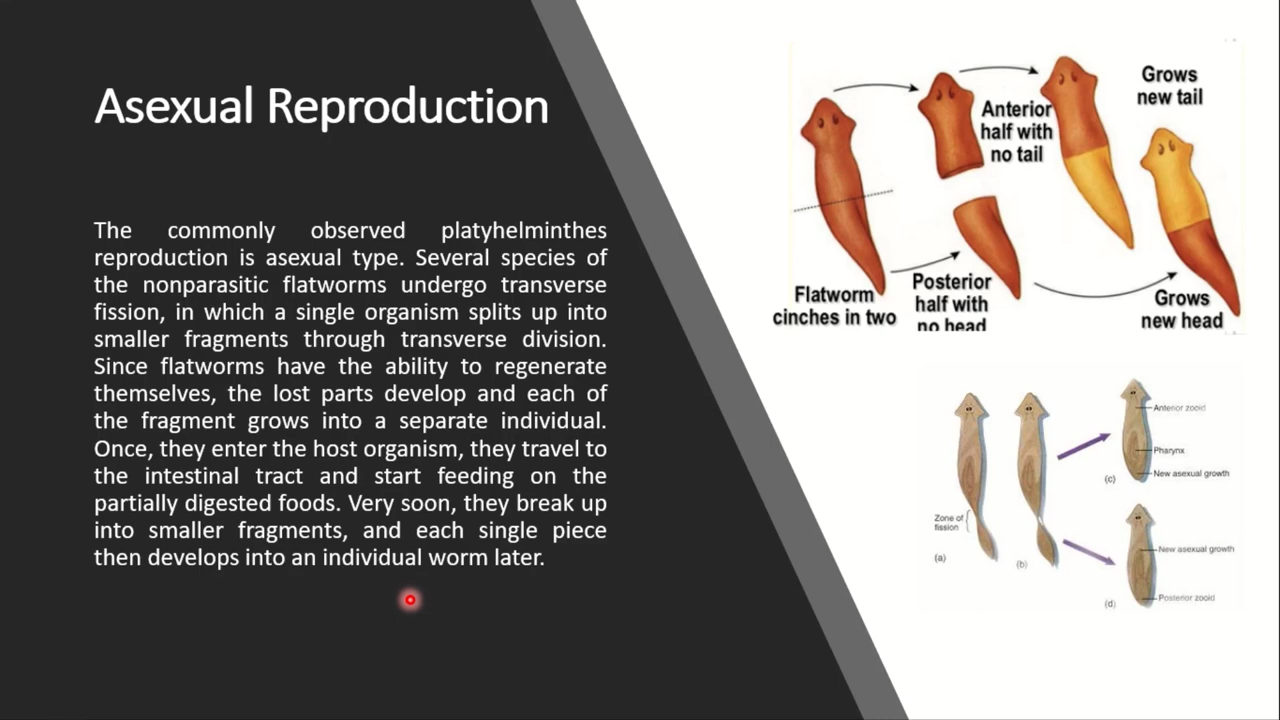 Asexual Reproduction
The commonly observed platyhelminthes
reproduction is asexual type. Several species of
the nonparasitic flatworms undergo transverse
fission, in which a single organism splits up into
smaller fragments through transverse division.
Since flatworms have the ability to regenerate
themselves, the lost parts develop and each of
the fragment grows into a separate individual.
Once, they enter the host organism, they travel to
the intestinal tract and start feeding on the
partially digested foods. Very soon, they break up
into smaller fragments, and each single piece
then develops into an individual worm later.
Flatworm
cinches in two
Anterior
half with
no tail
Posterior
half with
no head
Grows
new tail
Grows
new head
Zone of
fission
(a)
(b)
Anterior zooid
Pharynx
New asexual growth
(c)
New asexual growth
Posterior zooid
(d)